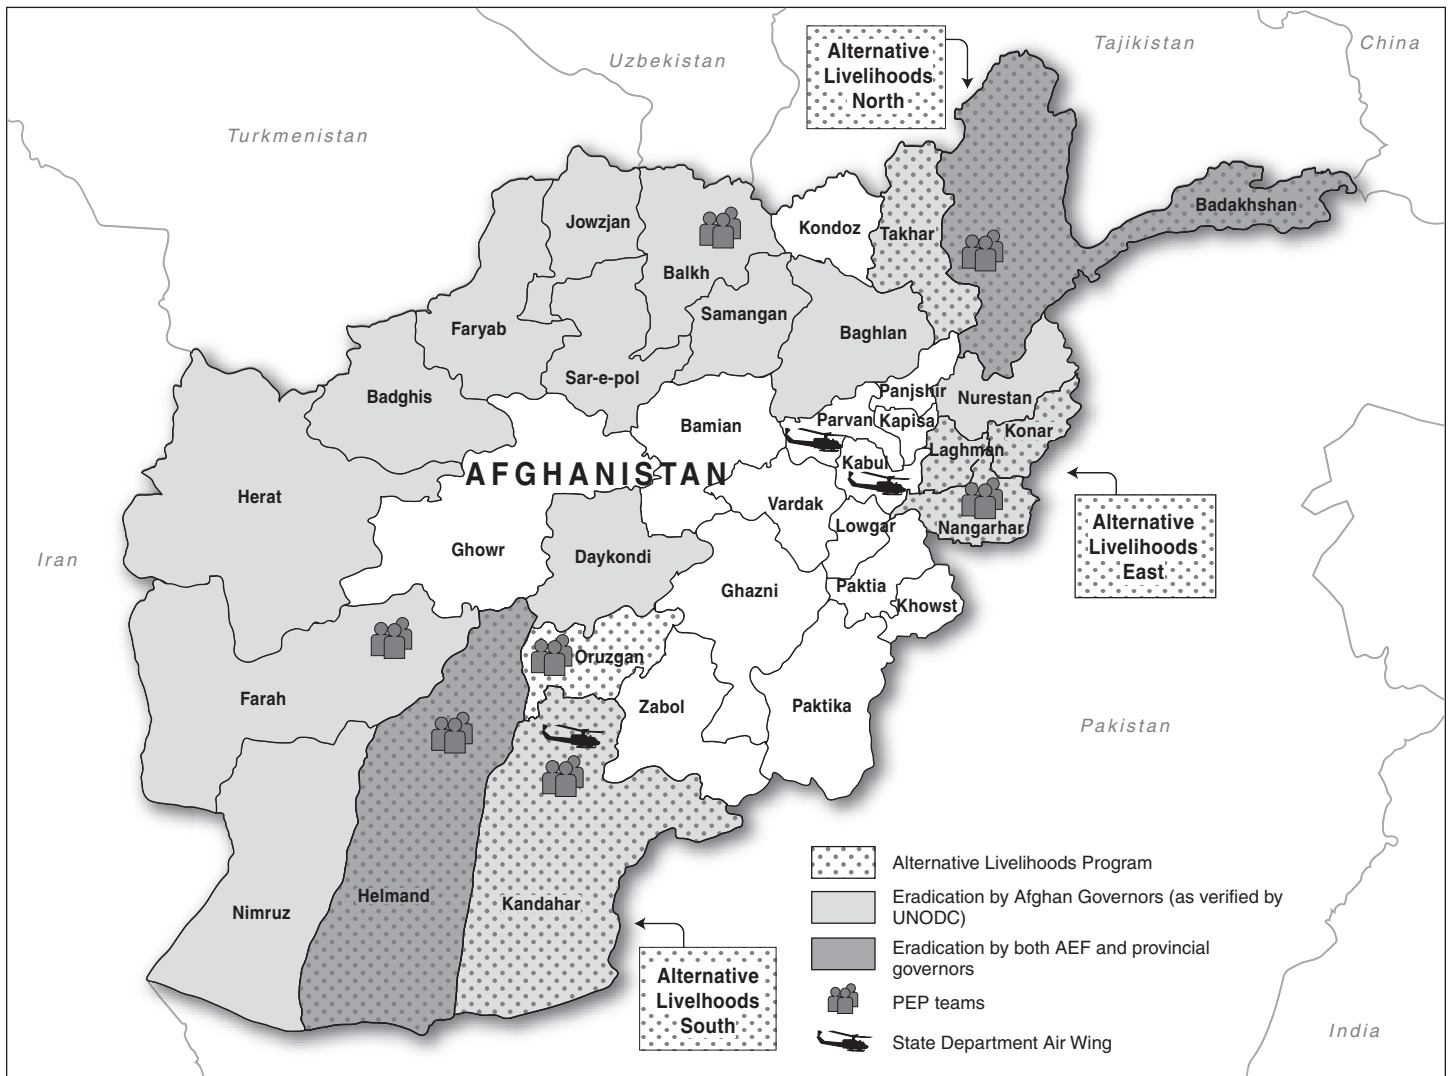 Alternative
Livelihoods
North
Tajikistan
China
Uzbekistan
Turkmenistan
Badakhshan
Jowzjan
Kondoz
Takhar
Balkh
Samangan
Faryab
Baghlan
Sar-e-pol
Badghis
Panjshir
Nurestan
Parvan
Kapisa
Bamian
Konar
Laghman
Kabul
AFGHANISTAN
Herat
Vardak
Lowgar
Nangarhar
Alternative
Livelihoods
East
Iran
Ghowr
Daykondi
Ghazni
Paktia
Khowst
Oruzgan
Farah
Zabol
Paktika
Pakistan
Helmand
Kandahar
Nimruz
Alternative
Livelhoods
South
Alternative Livelihoods Program
Eradication by Afghan Governors (as verified by
UNODC)
Eradication by both AEF and provincial
governors
PEP teams
State Department Air Wing
India